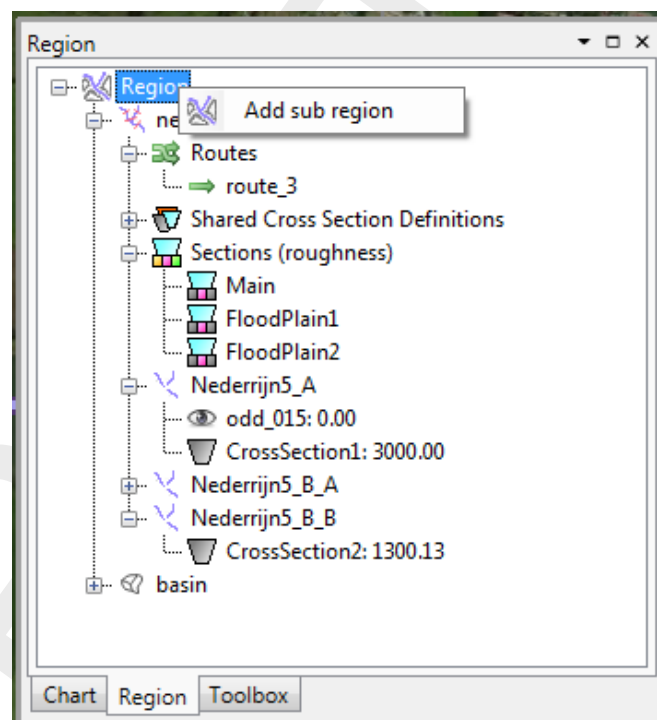 Region
Region
Add sub region
ne
Routes
route_3
Shared Cross Section Definitions
Sections (roughness)
Main
FloodPlain1
FloodPlain2
Nederrijn5_A
odd_015: 0.00
CrossSection1: 3000.00
Nederrijn5_B_A
Nederrijn5_B_B
CrossSection2: 1300.13
basin
Chart Region Toolbox